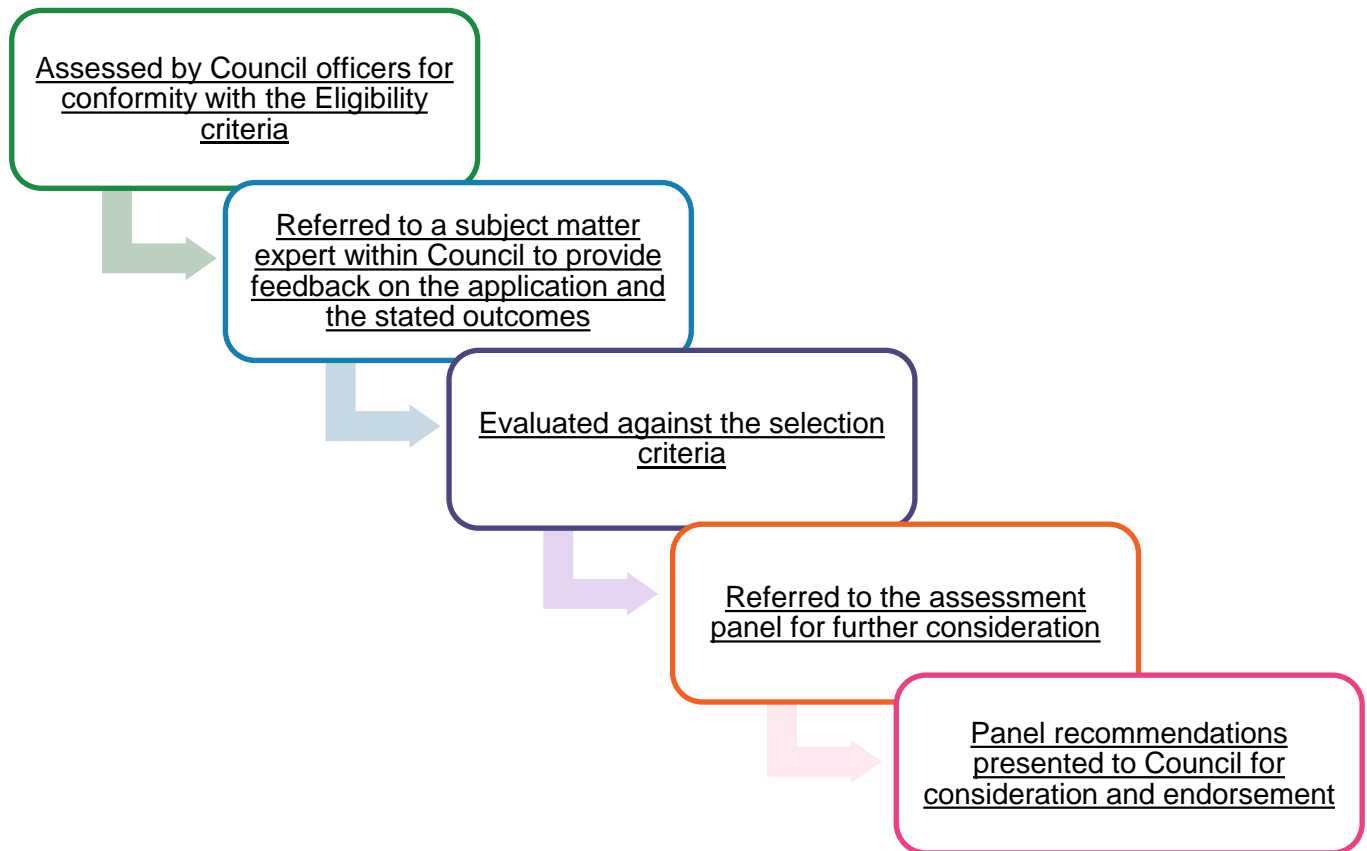 Assessed by Council officers for
conformity with the Eligibility
criteria
Referred to a subject matter
expert within Council to provide
feedback on the application and
the stated outcomes
Evaluated against the selection
criteria
Referred to the assessment
panel for further consideration
Panel recommendations
presented to Council for
consideration and endorsement